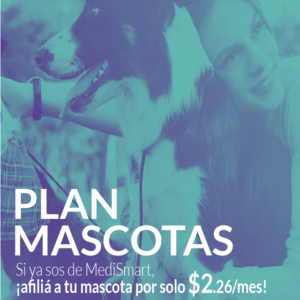 PLAN
MASCOTAS
Si ya sos de MediSmart,
¡afiliá a tu mascota por solo $2.26/mes!